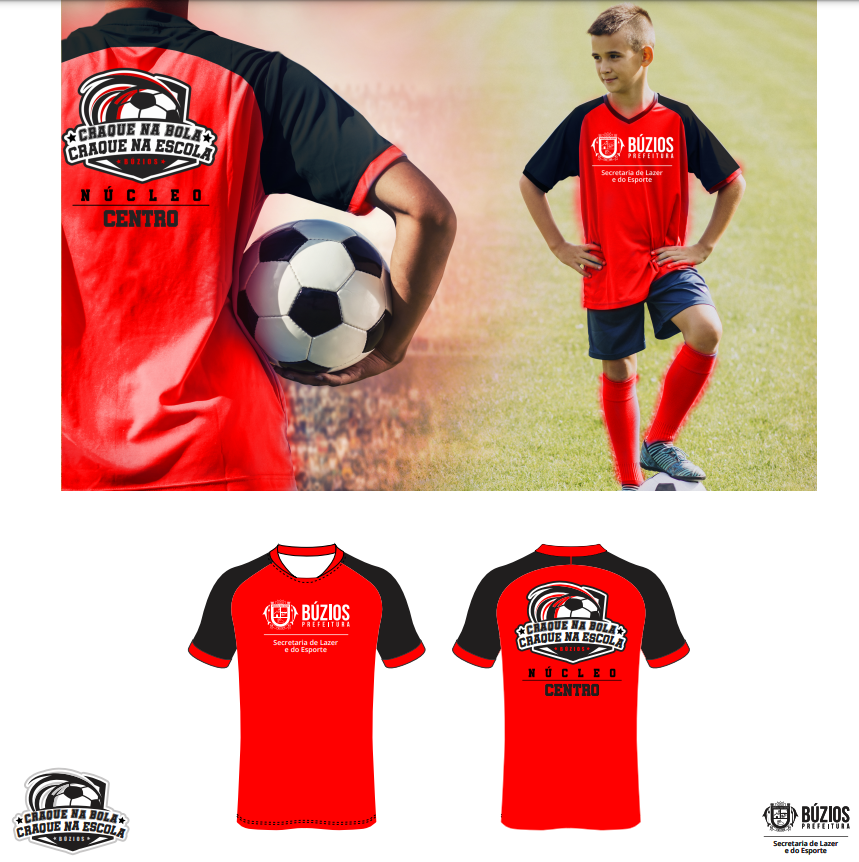 CRAQUE NA BOLA
CRAQUE NA ESCOLA
BÚZIOS
NÚCLEO
CENTRO
BÚZIOS
PREFEITURA
Secretaria de Lazer
e do Esporte
BÚZIOS
PREFEITURA
Secretaria de Lazer
e do Esporte
CRAQUE NA BOLA
CRAQUE NA ESCOLA
BÚZIOS
NÚCLEO
CENTRO
CRAQUE NA BOLA
CRAQUE NA ESCOLA
BÚZIOS
BÚZIOS
PREFEITURA
Secretaria de Lazer
e do Esporte